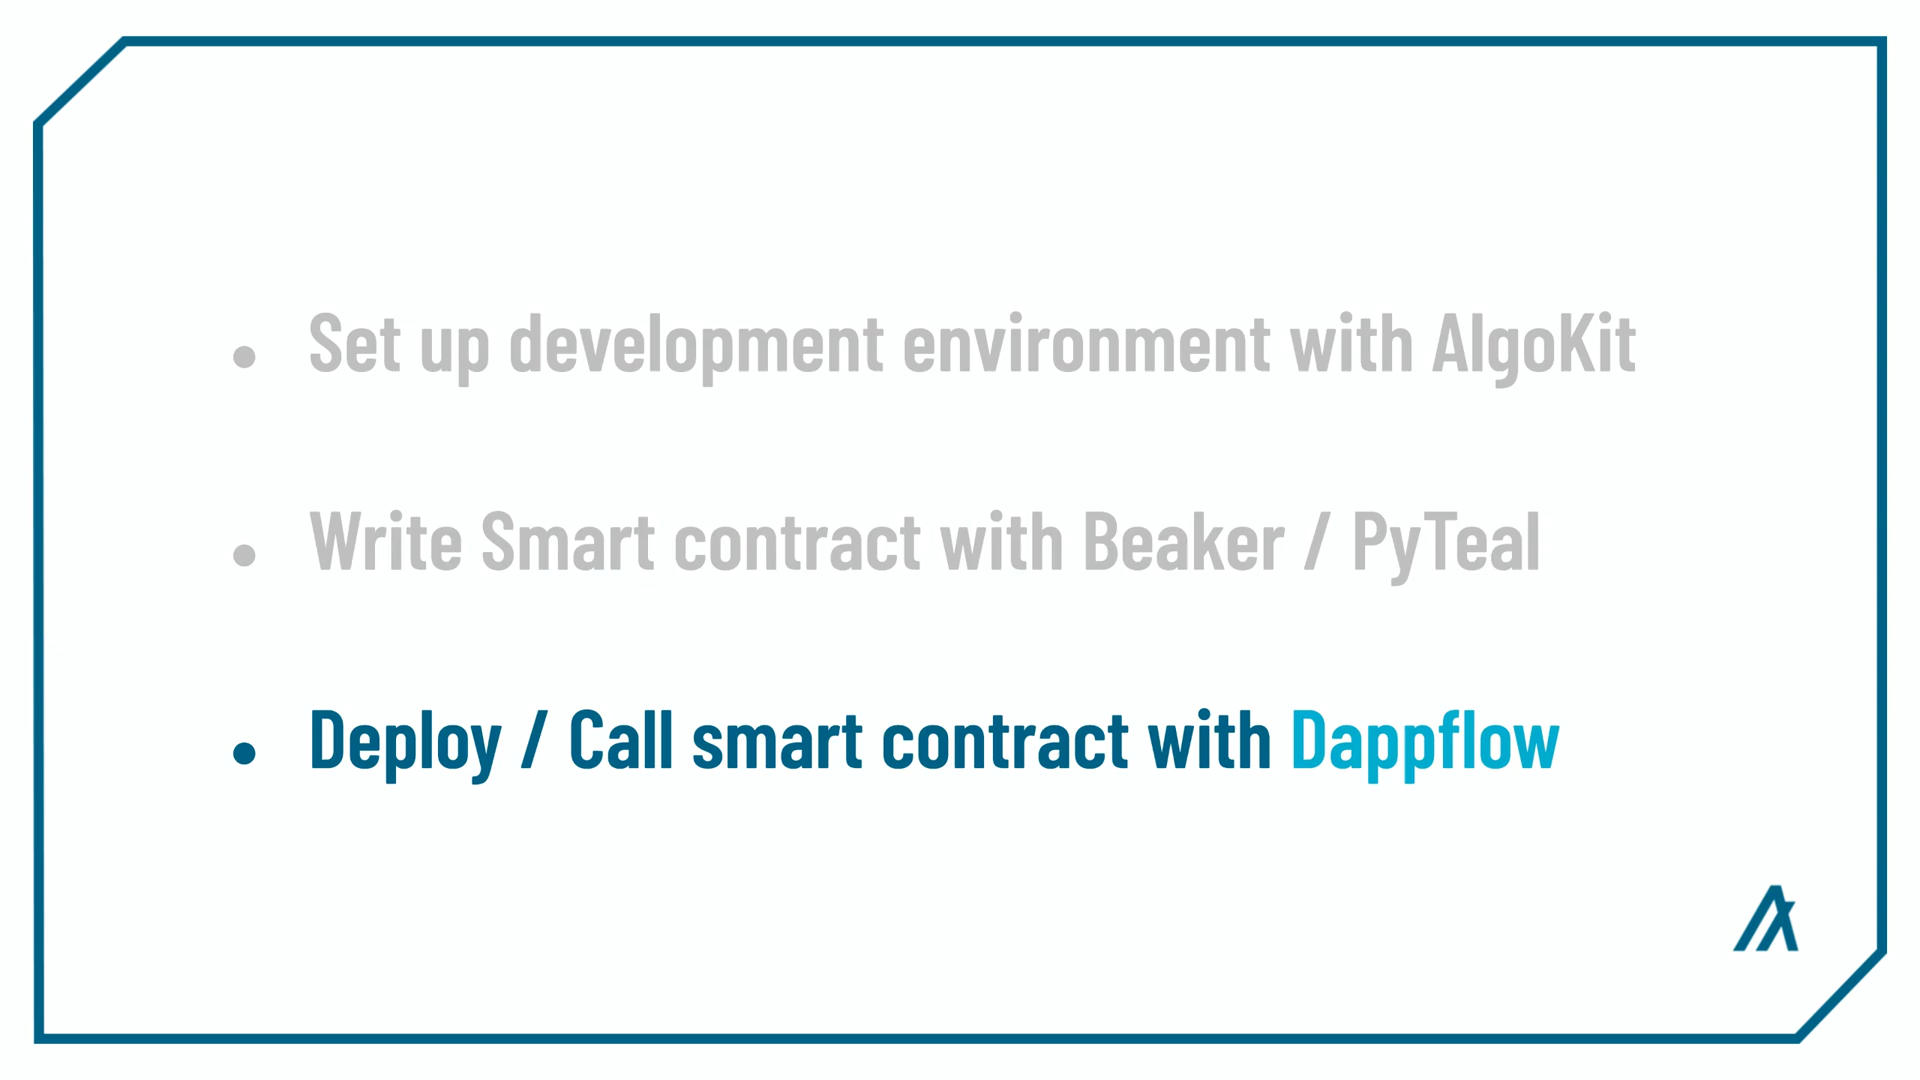 • Set up development environment with AlgoKit
• Write Smart contract with Beaker / PyTeal
• Deploy / Call smart contract with Dappflow